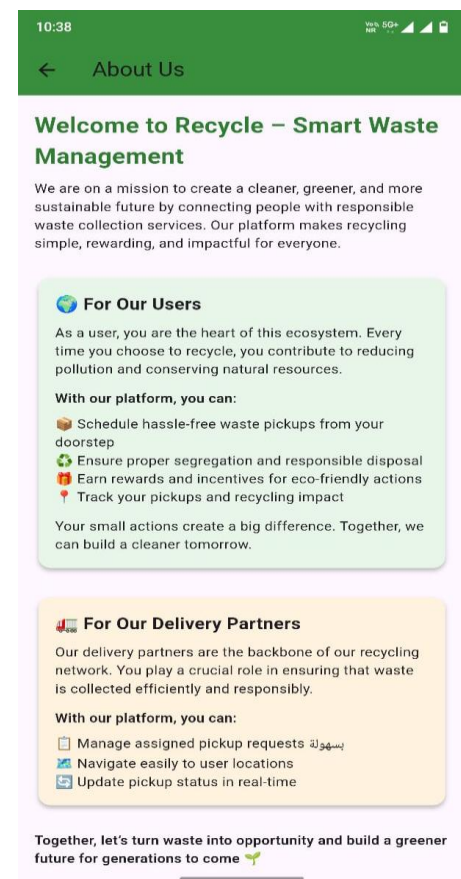 10:38
Vo)) NR 5G+
About Us
Welcome to Recycle – Smart Waste
Management
We are on a mission to create a cleaner, greener, and more
sustainable future by connecting people with responsible
waste collection services. Our platform makes recycling
simple, rewarding, and impactful for everyone.
🌍 For Our Users
As a user, you are the heart of this ecosystem. Every
time you choose to recycle, you contribute to reducing
pollution and conserving natural resources.
With our platform, you can:
📦 Schedule hassle-free waste pickups from your
doorstep
♻️ Ensure proper segregation and responsible disposal
🎁 Earn rewards and incentives for eco-friendly actions
📍 Track your pickups and recycling impact
Your small actions create a big difference. Together, we
can build a cleaner tomorrow.
🚛 For Our Delivery Partners
Our delivery partners are the backbone of our recycling
network. You play a crucial role in ensuring that waste
is collected efficiently and responsibly.
With our platform, you can:
📋 Manage assigned pickup requests بسهولة
🗺️ Navigate easily to user locations
🔄 Update pickup status in real-time
Together, let’s turn waste into opportunity and build a greener
future for generations to come 🌱